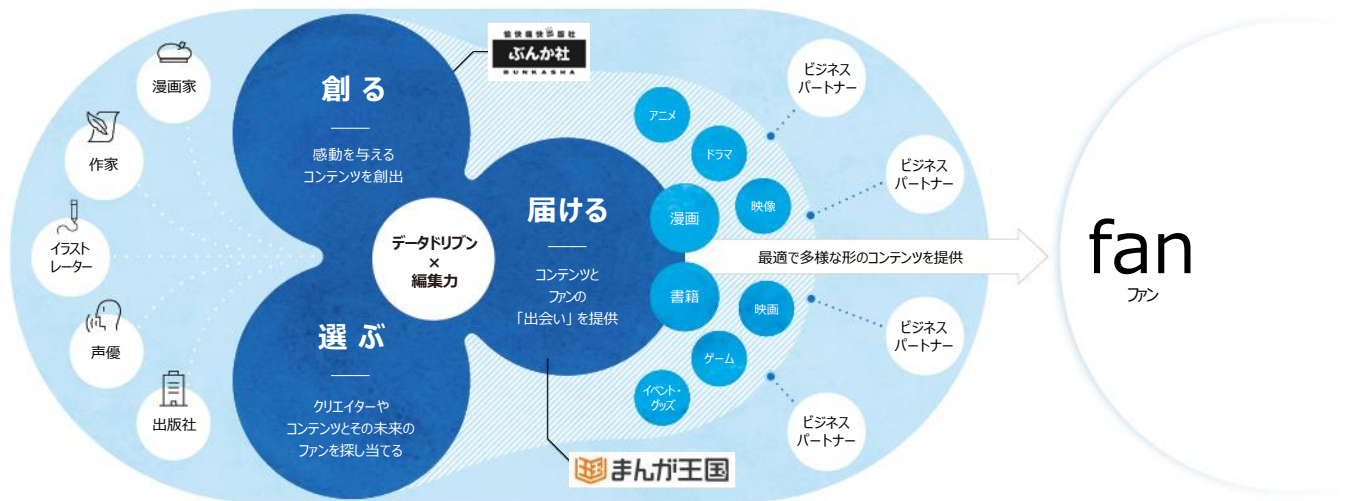 漫画家
作家
イラスト
レーター
声優
出版社
創る
感動を与える
コンテンツを創出
愉快痛快出版社
ぶんか社
BUNKASHA
データドリブン
×
編集力
選ぶ
クリエイターや
コンテンツとその未来の
ファンを探し当てる
届ける
コンテンツと
ファンの
「出会い」を提供
まんが王国
アニメ
ドラマ
漫画
映像
書籍
映画
ゲーム
イベント・
グッズ
ビジネス
パートナー
ビジネス
パートナー
ビジネス
パートナー
ビジネス
パートナー
最適で多様な形のコンテンツを提供
fan
ファン